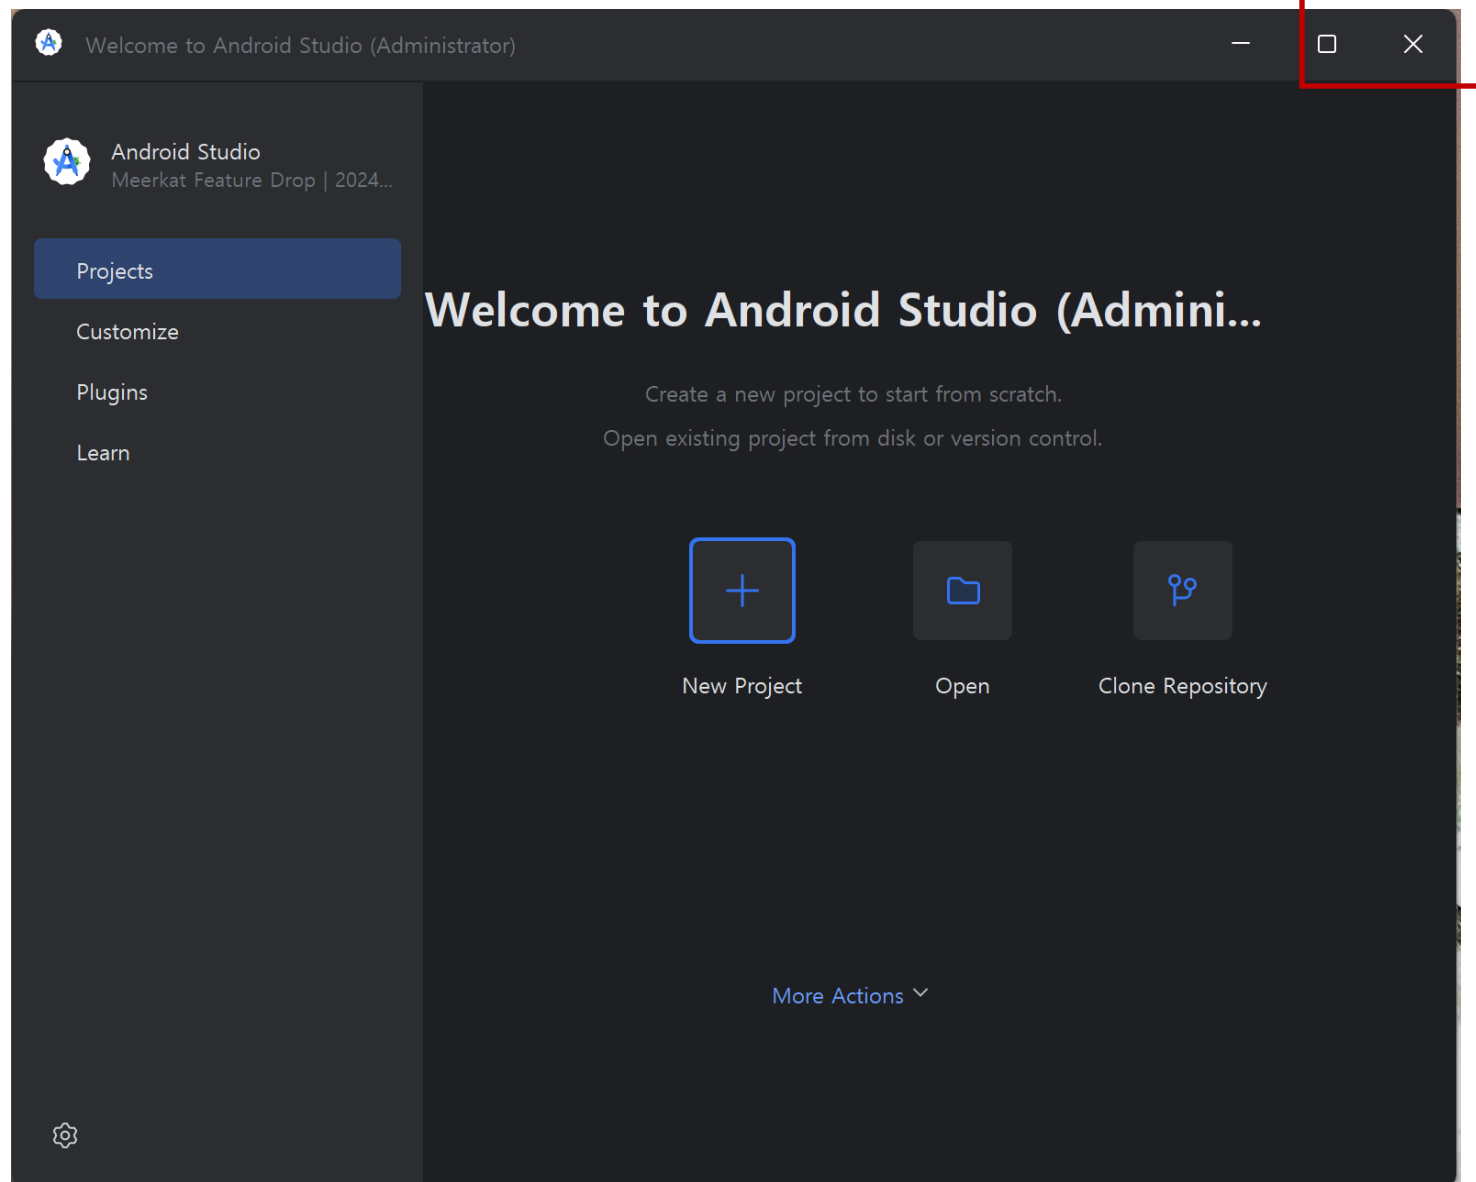 Welcome to Android Studio (Administrator)
Android Studio
Meerkat Feature Drop | 2024...
Projects
Customize
Plugins
Learn
Welcome to Android Studio (Admini...
Create a new project to start from scratch.
Open existing project from disk or version control.
New Project
Open
Clone Repository
More Actions